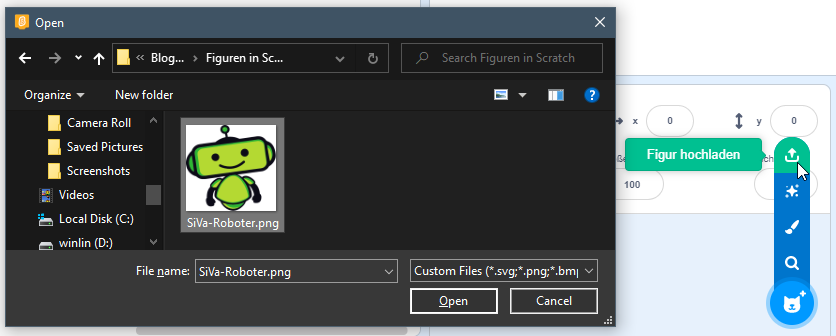 Open
Blog...
Figuren in Sc...
Search Figuren in Scratch
Organize
New folder
Camera Roll
Saved Pictures
Screenshots
Videos
Local Disk (C:)
winlin (D:)
SiVa-Roboter.png
File name:
SiVa-Roboter.png
Custom Files (*.svg;*.png;*.bmp
Open
Cancel
x
0
y
0
Figur hochladen
100